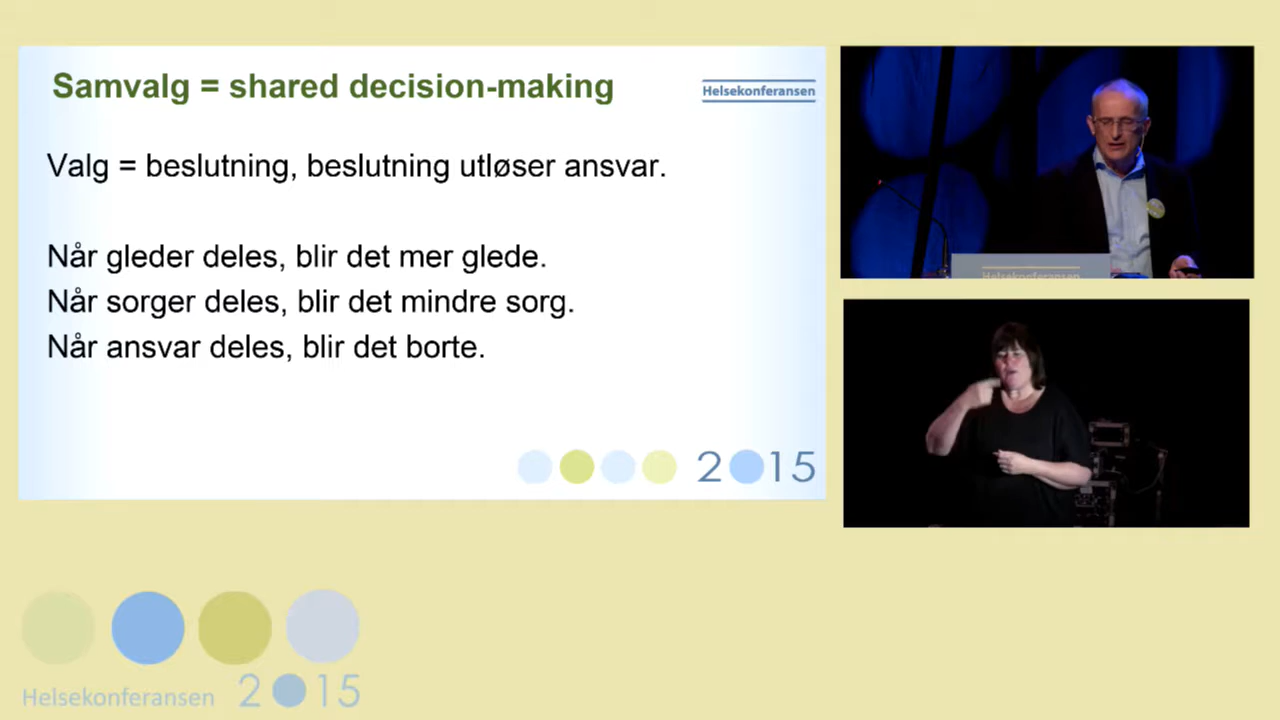 Samvalg = shared decision-making
Helsekonferansen
Valg = beslutning, beslutning utløser ansvar.
Når gleder deles, blir det mer glede.
Når sorger deles, blir det mindre sorg.
Når ansvar deles, blir det borte.
2015
Helsekonferansen
Helsekonferansen 2015